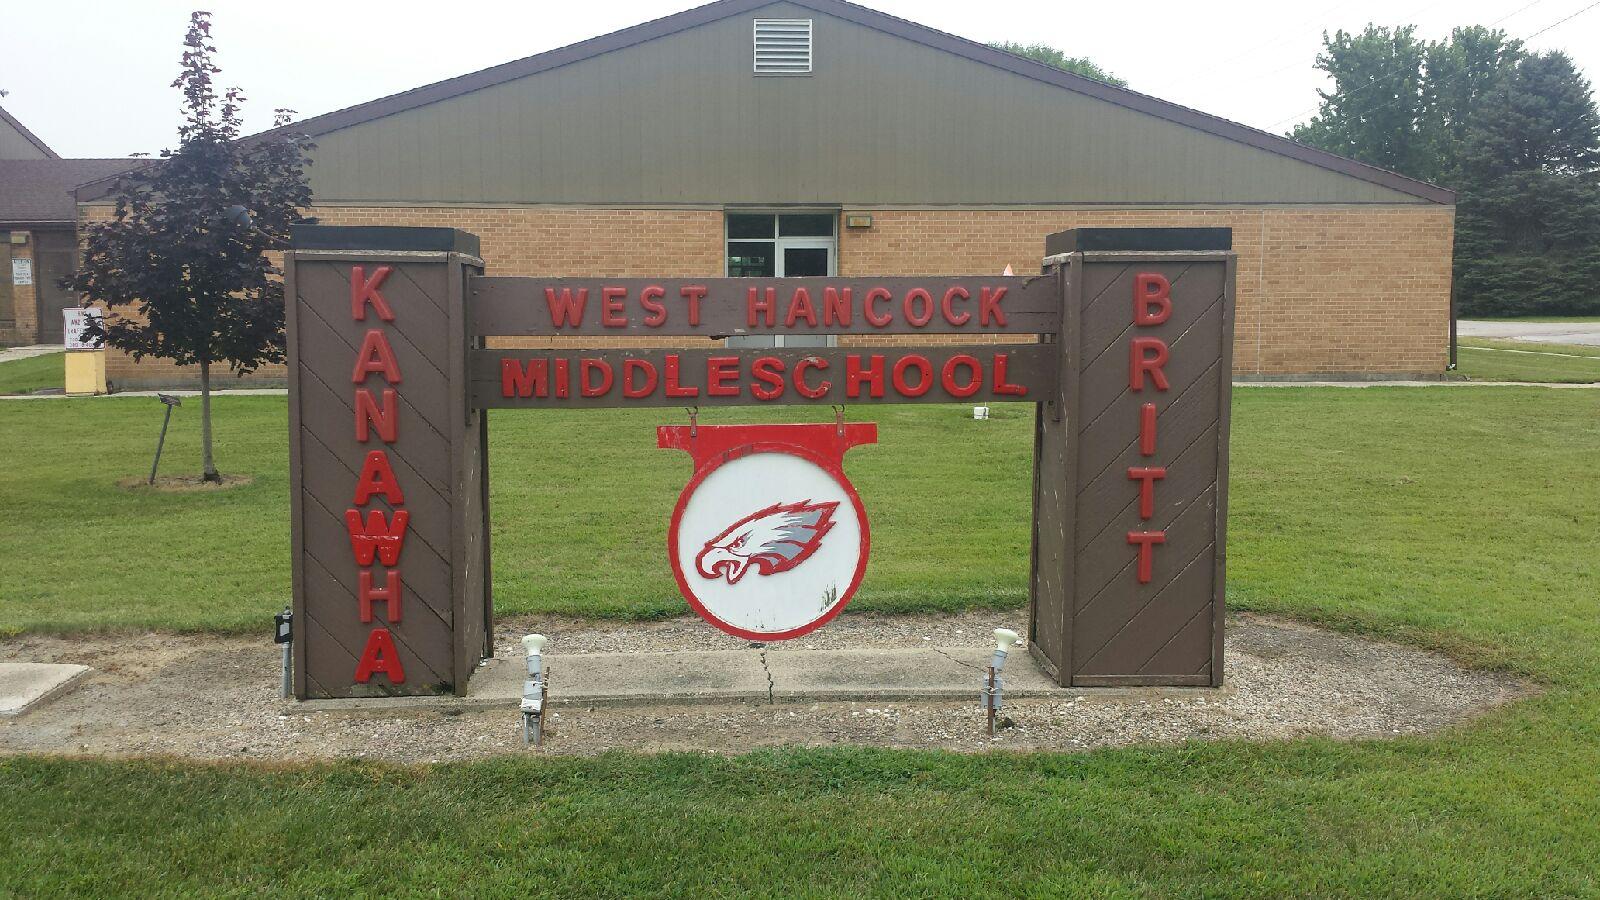 KANAWHA
WEST HANCOCK
MIDDLESCHOOL
BRITT